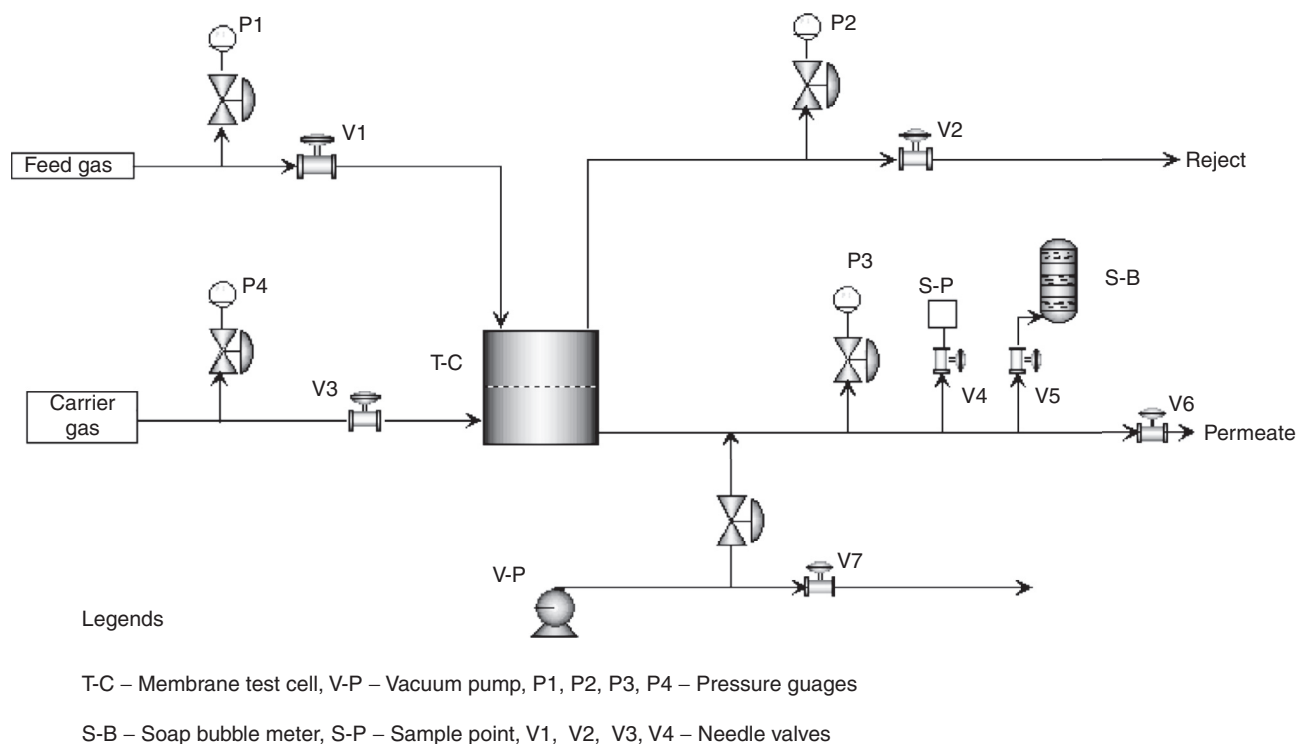 P1
P2
V1
V2
Feed gas
Reject
P4
P3
S-P
S-B
T-C
V3
V4
V5
V6
Carrier
gas
Permeate
V7
V-P
Legends
T-C – Membrane test cell, V-P – Vacuum pump, P1, P2, P3, P4 – Pressure guages
S-B – Soap bubble meter, S-P – Sample point, V1, V2, V3, V4 – Needle valves